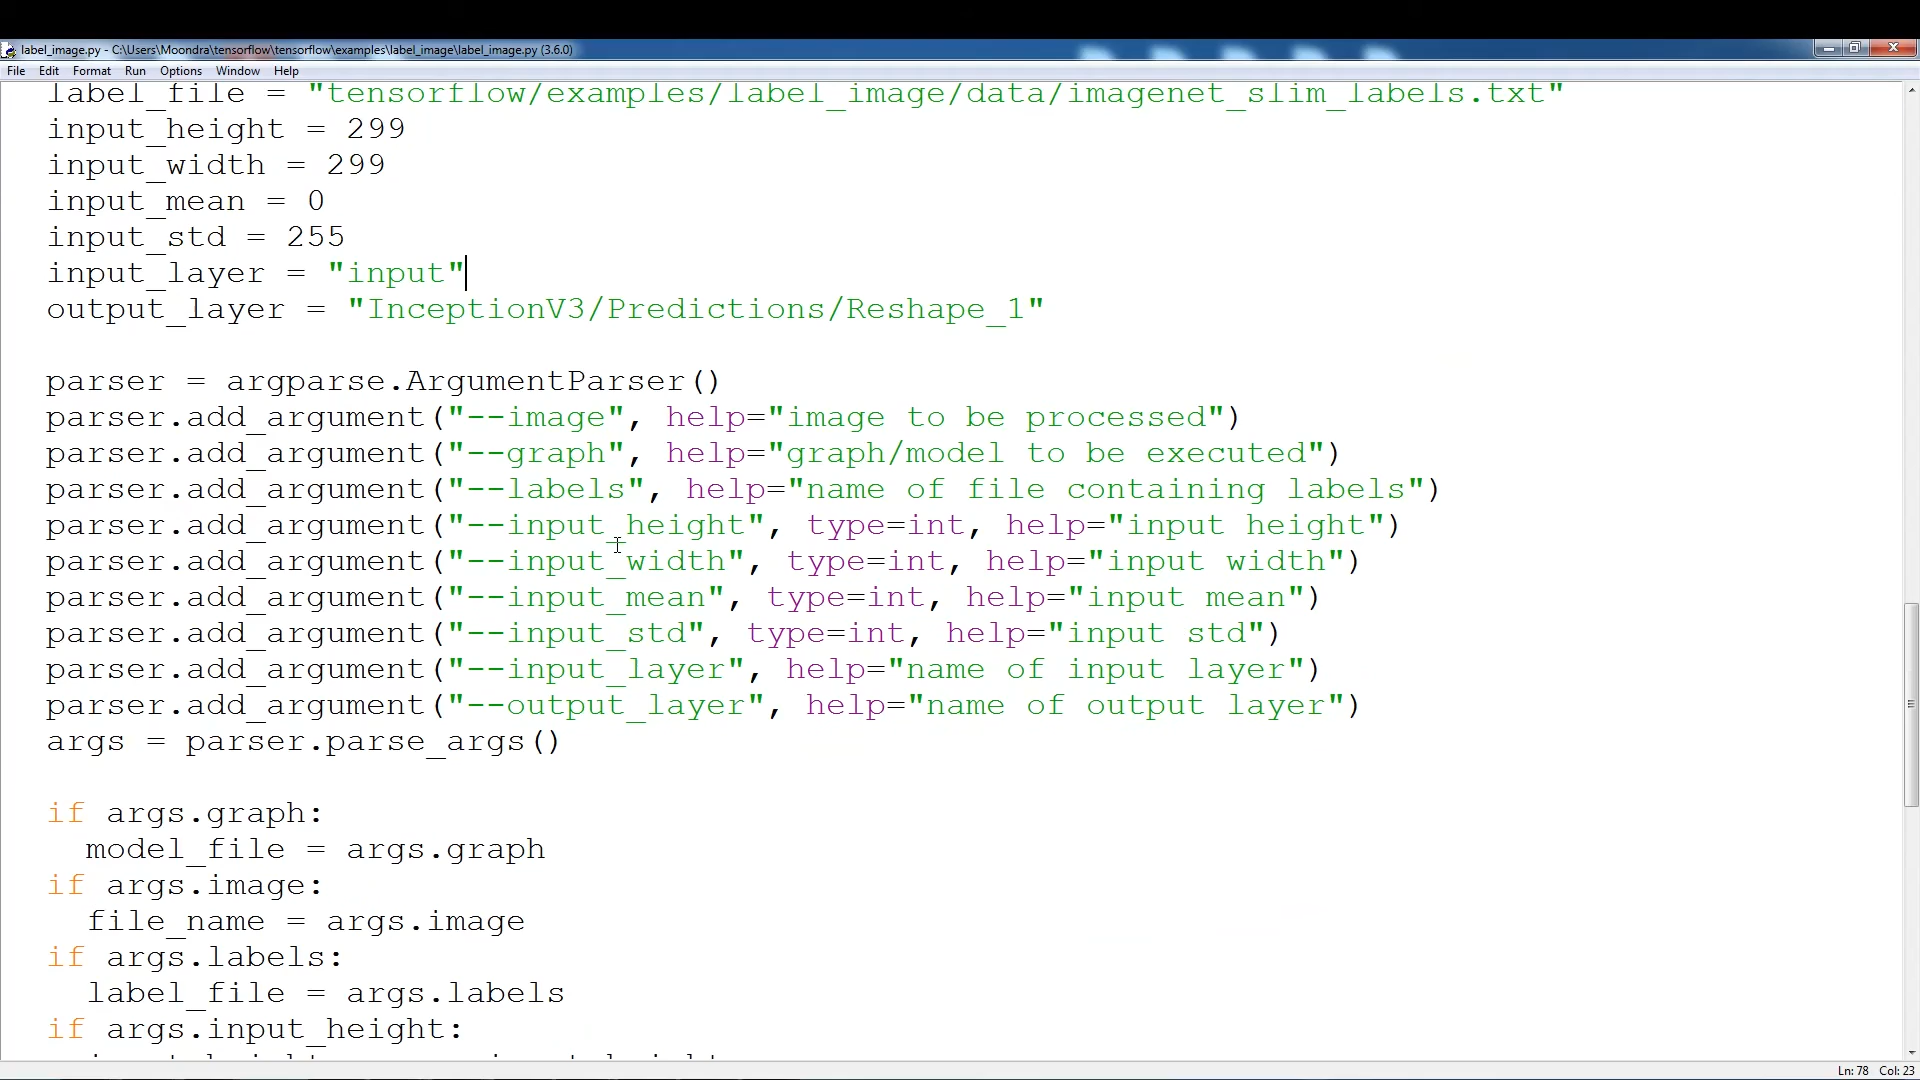 label_image.py - C:\Users\Moondra\tensorflow\tensorflow\examples\label_image\label_image.py (3.6.0)
File Edit Format Run Options Window Help
label_file = "tensorflow/examples/label_image/data/imagenet_slim_labels.txt"
input_height = 299
input_width = 299
input_mean = 0
input_std = 255
input_layer = "input"
output_layer = "InceptionV3/Predictions/Reshape_1"
parser = argparse.ArgumentParser()
parser.add_argument("--image", help="image to be processed")
parser.add_argument("--graph", help="graph/model to be executed")
parser.add_argument("--labels", help="name of file containing labels")
parser.add_argument("--input_height", type=int, help="input height")
parser.add_argument("--input_width", type=int, help="input width")
parser.add_argument("--input_mean", type=int, help="input mean")
parser.add_argument("--input_std", type=int, help="input std")
parser.add_argument("--input_layer", help="name of input layer")
parser.add_argument("--output_layer", help="name of output layer")
args = parser.parse_args()
if args.graph:
model_file = args.graph
if args.image:
file_name = args.image
if args.labels:
label_file = args.labels
if args.input_height:
Ln: 78 Col: 23